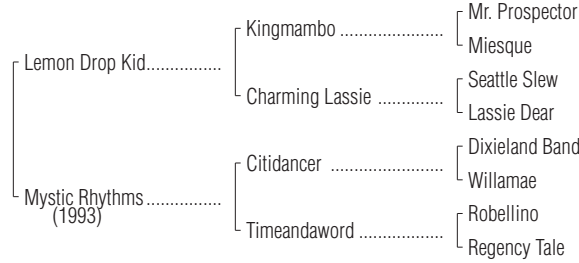 Mr. Prospector
Kingmambo ......................
Miesque
Lemon Drop Kid................
Seattle Slew
Charming Lassie ..............
Lassie Dear
Dixieland Band
Citidancer ........................
Willamae
Mystic Rhythms ................
(1993)
Robellino
Timeandaword ..................
Regency Tale